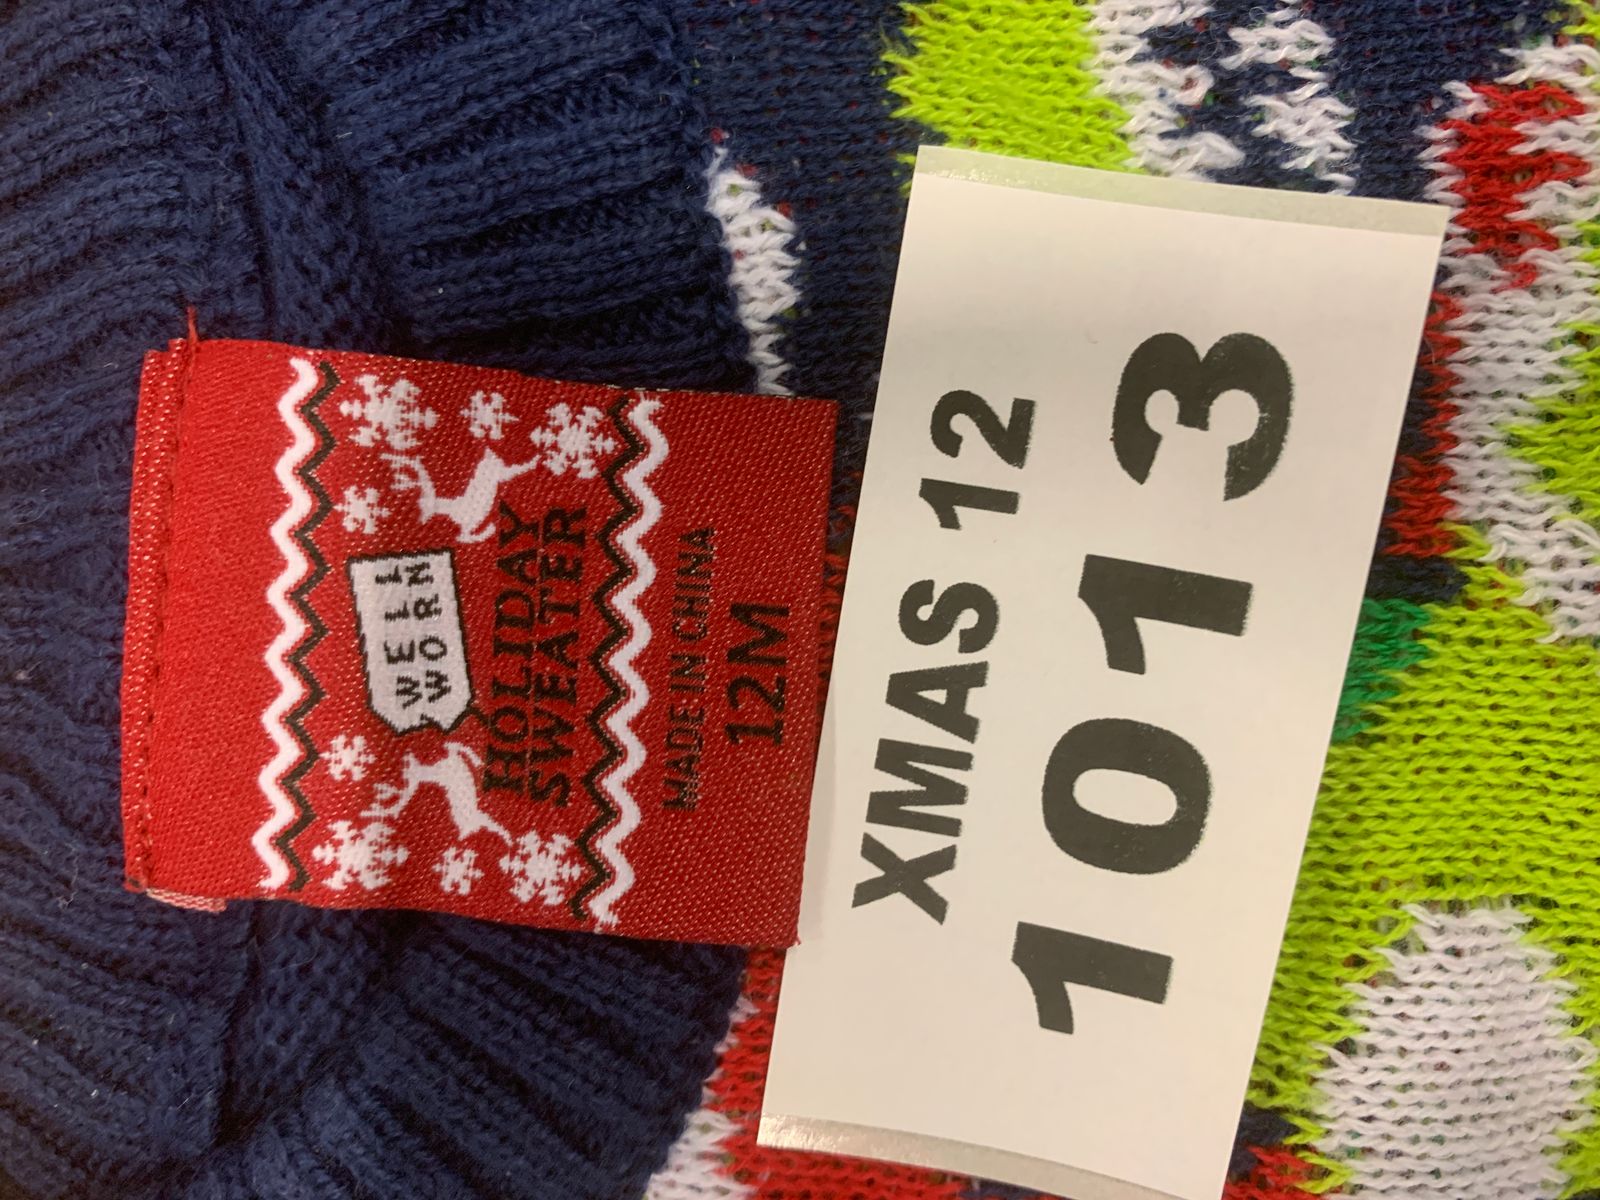 WELL
WORN
HOLIDAY
SWEATER
MADE IN CHINA
12M
XMAS 12
1013